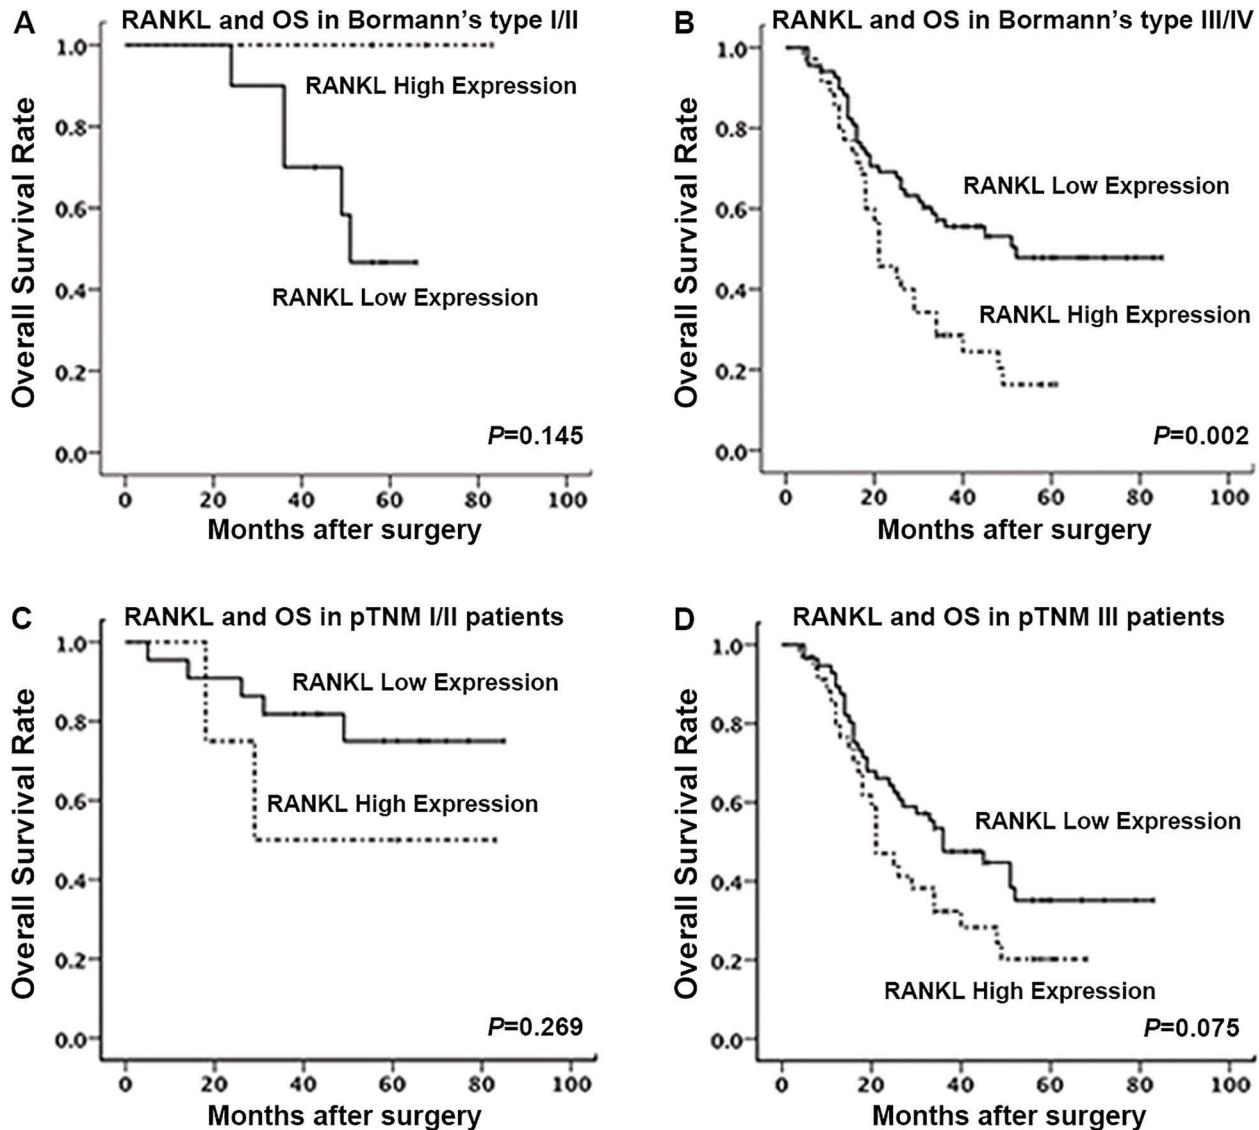 A RANKL and OS in Bormann's type I/II
Overall Survival Rate
1.0
0.8
0.6
0.4
0.2
0.0
RANKL High Expression
RANKL Low Expression
P=0.145
0 20 40 60 80 100
Months after surgery
B RANKL and OS in Bormann's type III/IV
Overall Survival Rate
1.0
0.8
0.6
0.4
0.2
0.0
RANKL Low Expression
RANKL High Expression
P=0.002
0 20 40 60 80 100
Months after surgery
C RANKL and OS in pTNM I/II patients
Overall Survival Rate
1.0
0.8
0.6
0.4
0.2
0.0
RANKL Low Expression
RANKL High Expression
P=0.269
0 20 40 60 80 100
Months after surgery
D RANKL and OS in pTNM III patients
Overall Survival Rate
1.0
0.8
0.6
0.4
0.2
0.0
RANKL Low Expression
RANKL High Expression
P=0.075
0 20 40 60 80 100
Months after surgery